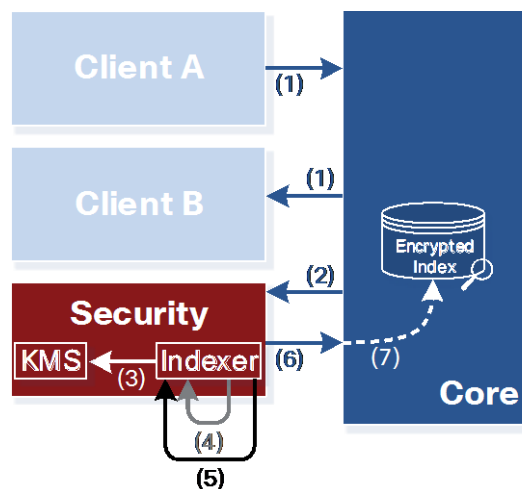 Client A
(1)
(1)
Client B
Encrypted
Index
(2)
Security
KMS
(3)
Indexer
(6)
(7)
Core
(4)
(5)